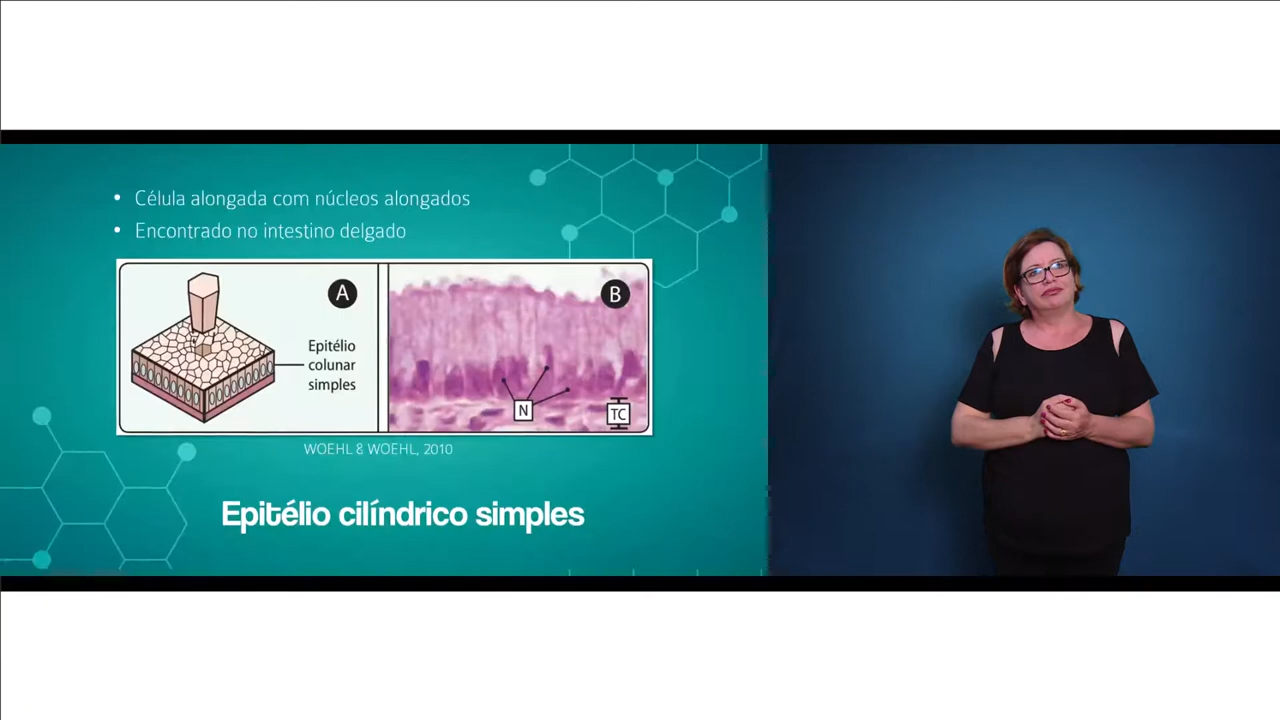 • Célula alongada com núcleos alongados
• Encontrado no intestino delgado
A
B
Epitélio
colunar
simples
N
TC
WOEHL & WOEHL, 2010
Epitélio cilíndrico simples